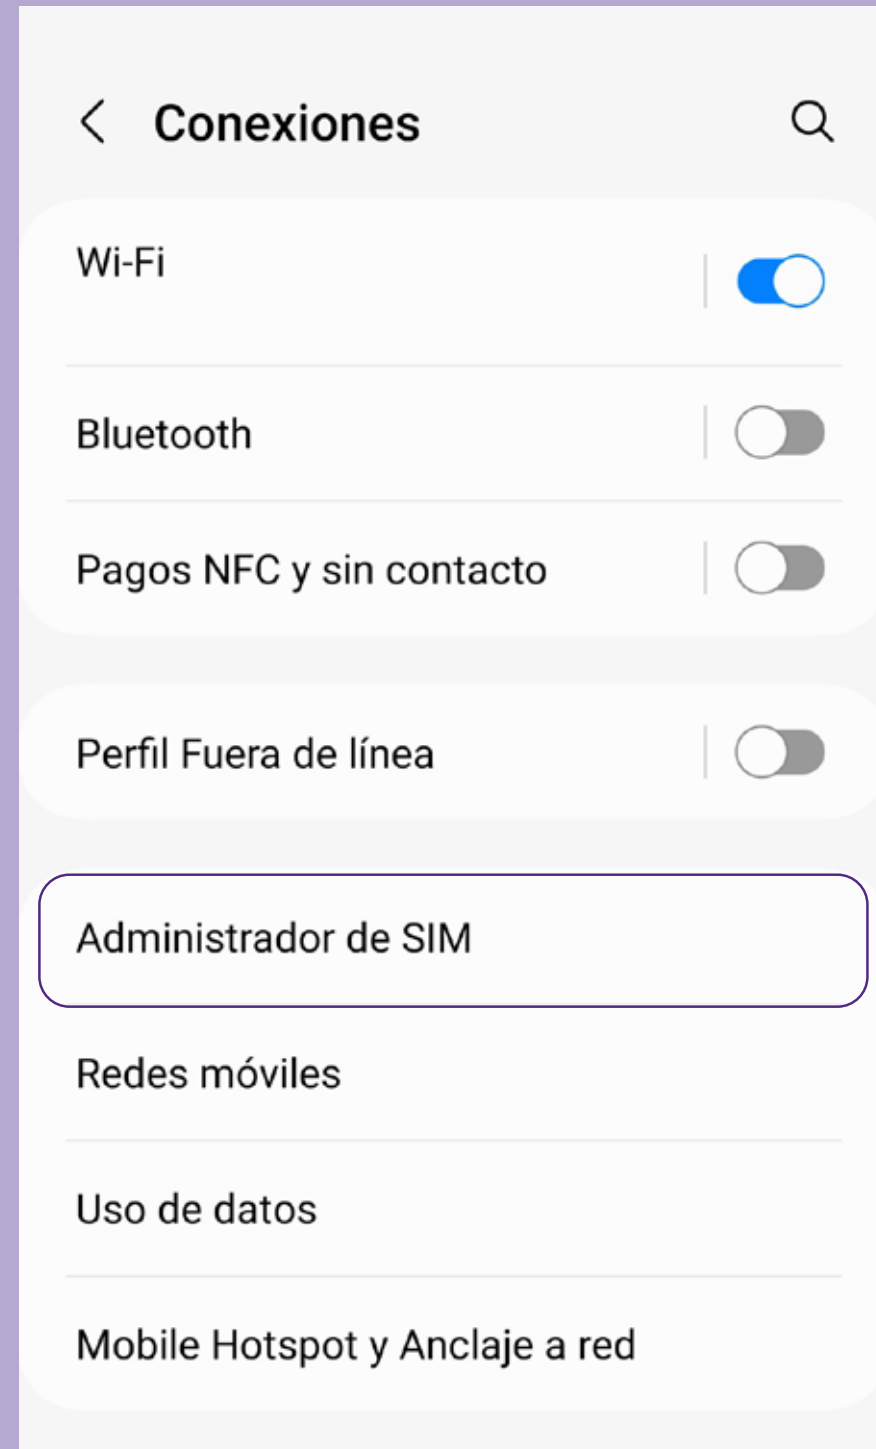 Conexiones
Wi-Fi
Bluetooth
Pagos NFC y sin contacto
Perfil Fuera de línea
Administrador de SIM
Redes móviles
Uso de datos
Mobile Hotspot y Anclaje a red